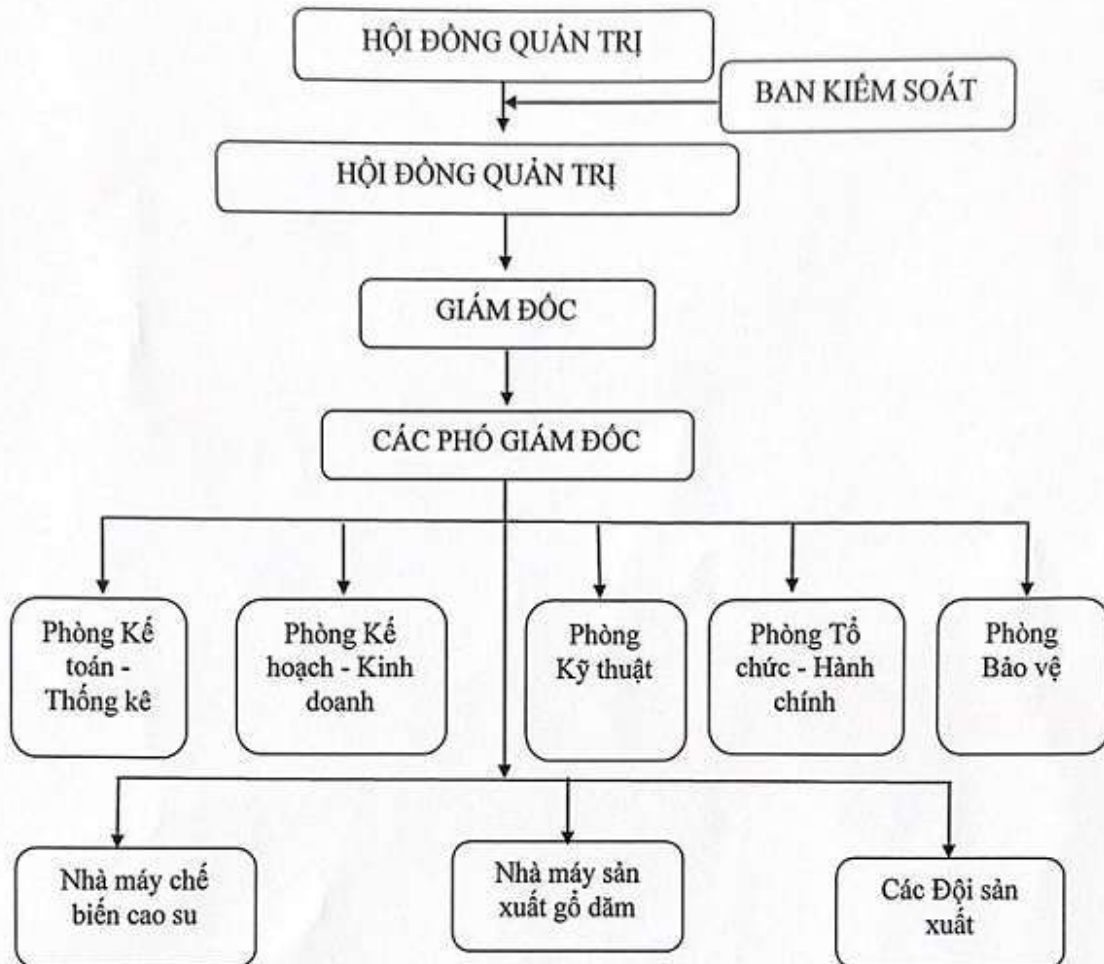 HỘI ĐỒNG QUẢN TRỊ
BAN KIỂM SOÁT
HỘI ĐỒNG QUẢN TRỊ
GIÁM ĐỐC
CÁC PHÓ GIÁM ĐỐC
Phòng Kế
toán -
Thống kê
Phòng Kế
hoạch - Kinh
doanh
Phòng
Kỹ thuật
Phòng Tổ
chức - Hành
chính
Phòng
Bảo vệ
Nhà máy chế
biến cao su
Nhà máy sản
xuất gỗ dăm
Các Đội sản
xuất